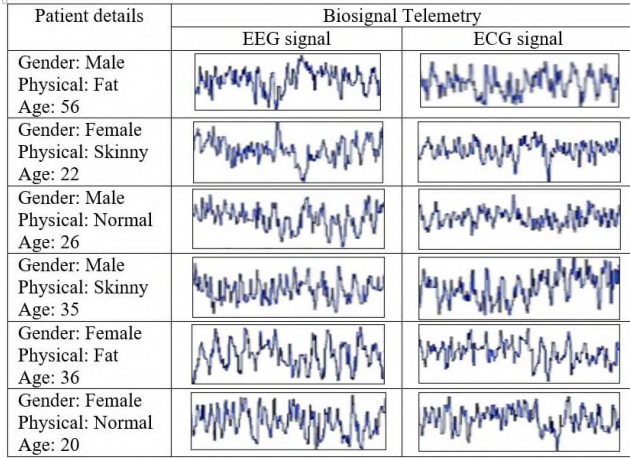 Patient details
Biosignal Telemetry
EEG signal
ECG signal
Gender: Male
Physical: Fat
Age: 56
Gender: Female
Physical: Skinny
Age: 22
Gender: Male
Physical: Normal
Age: 26
Gender: Male
Physical: Skinny
Age: 35
Gender: Female
Physical: Fat
Age: 36
Gender: Female
Physical: Normal
Age: 20